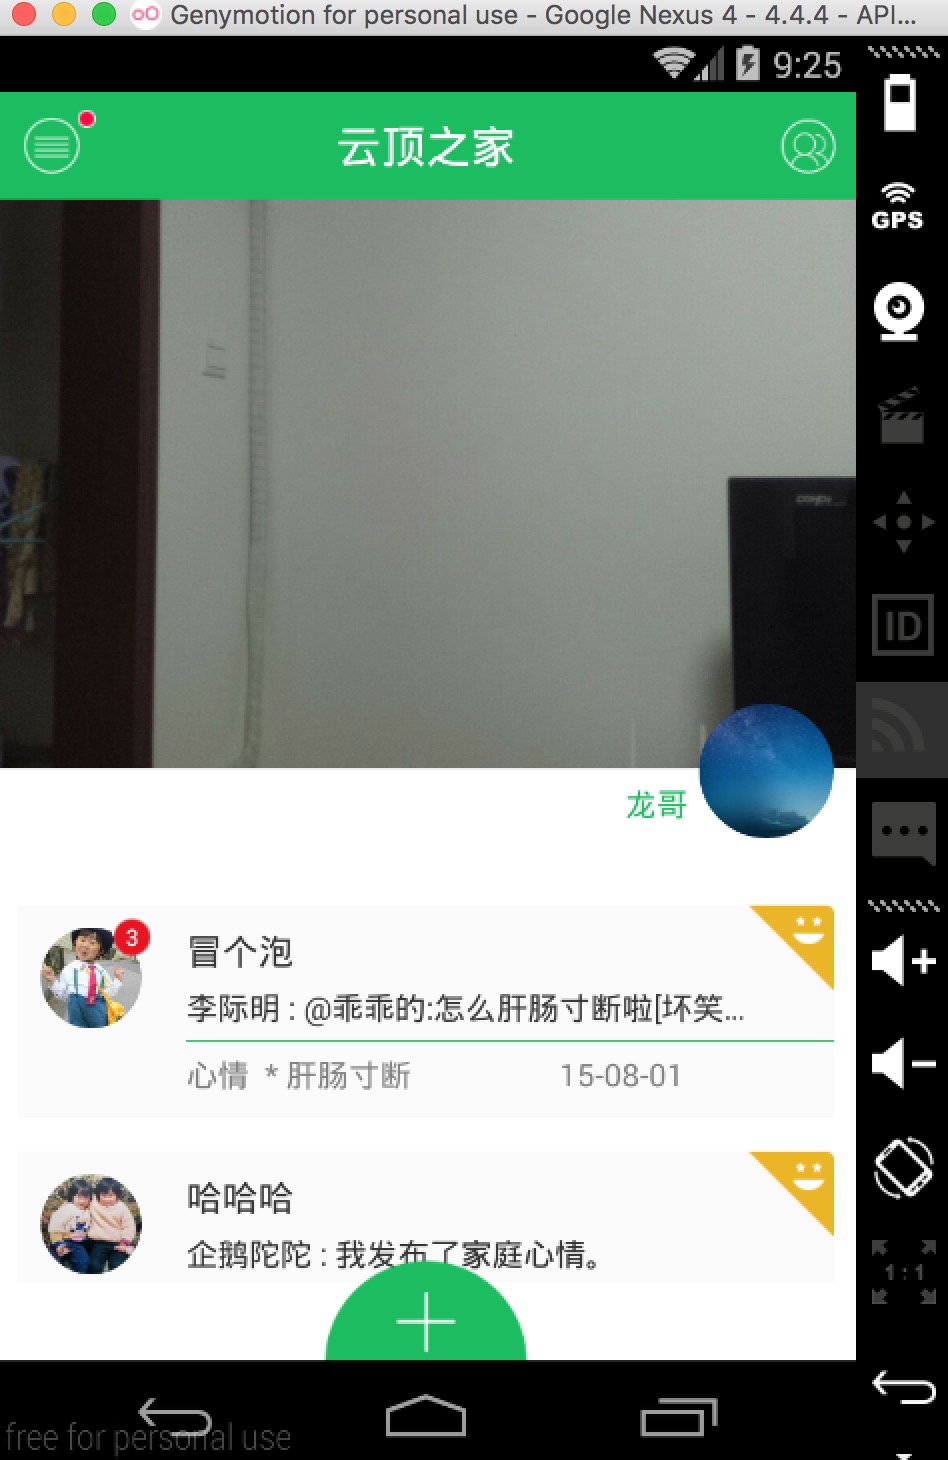 Genymotion for personal use - Google Nexus 4 - 4.4.4 - API...
9:25
云顶之家
GPS
ID
龙哥
3
冒个泡
李际明 : @乖乖的:怎么肝肠寸断啦[坏笑...
心情 * 肝肠寸断 15-08-01
哈哈哈
企鹅陀陀 : 我发布了家庭心情。
1 : 1
free for personal use